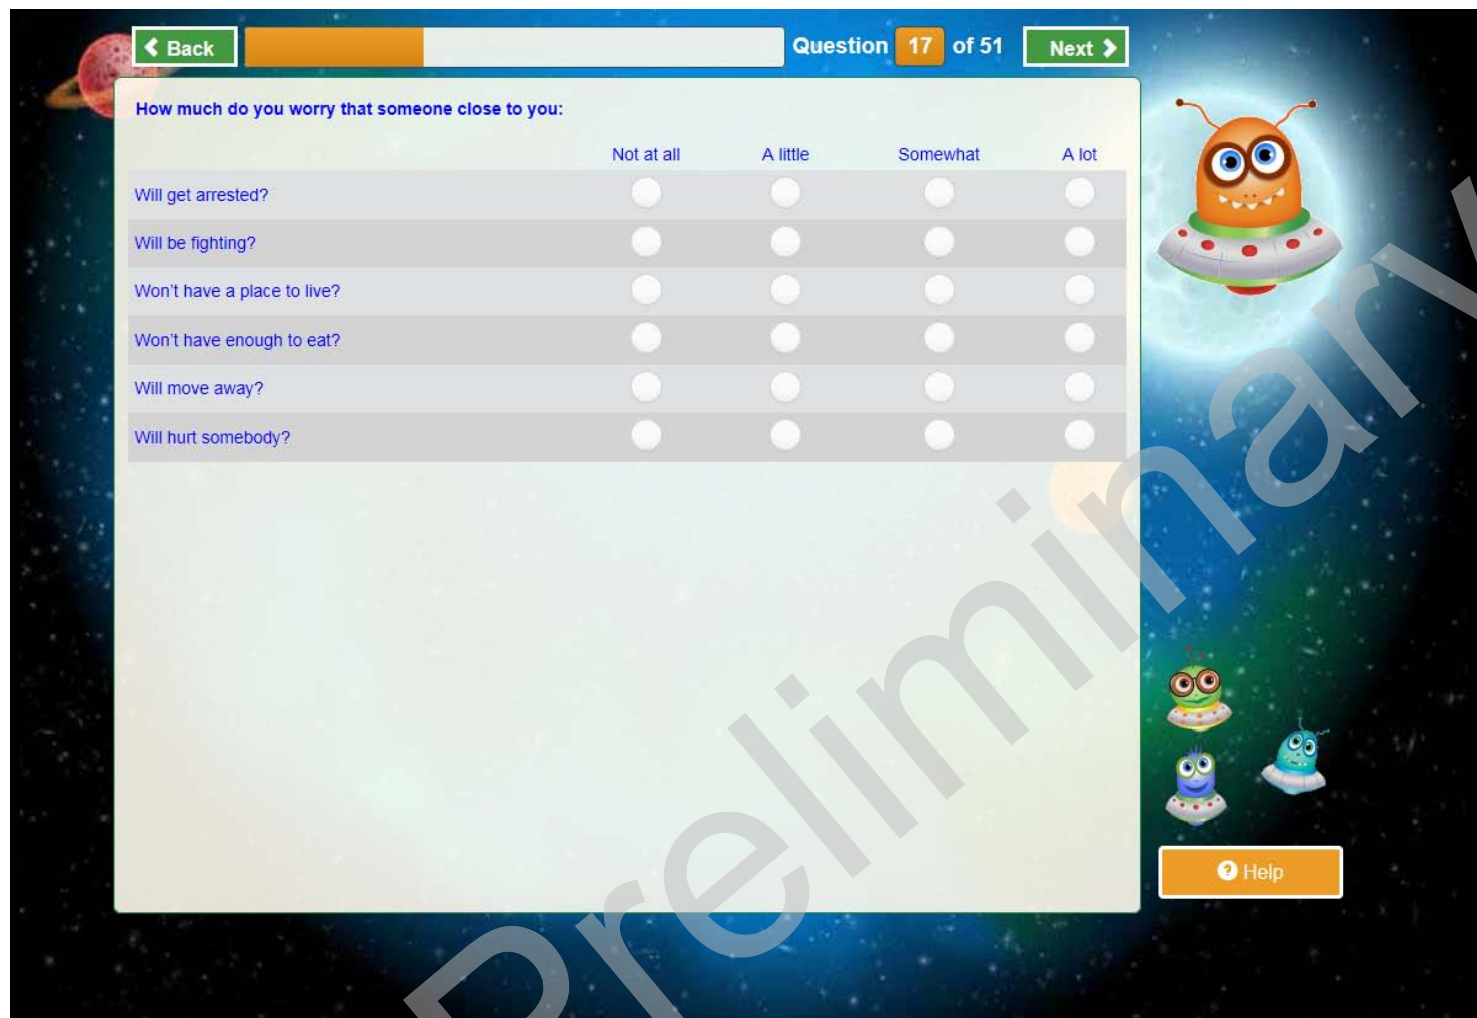 Back
Question 17 of 51
Next
How much do you worry that someone close to you:
Not at all A little Somewhat A lot
Will get arrested?
Will be fighting?
Won't have a place to live?
Won't have enough to eat?
Will move away?
Will hurt somebody?
? Help
Preliminary